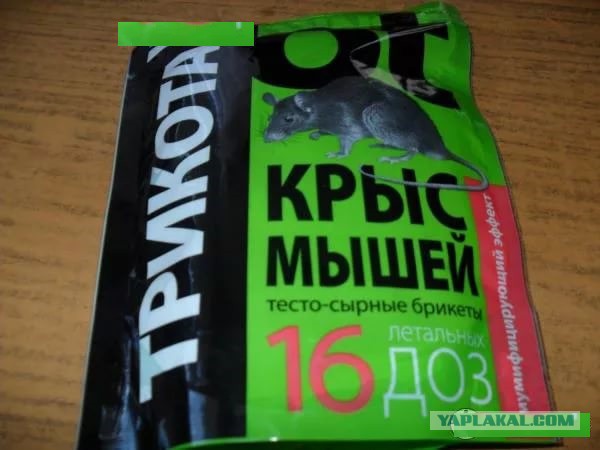 ТРИКОТА
ОТ
КРЫС
МЫШЕЙ
тесто-сырные брикеты
16 летальных
ДОЗ
мумифицирующий эффект
YAPLAKAL.COM